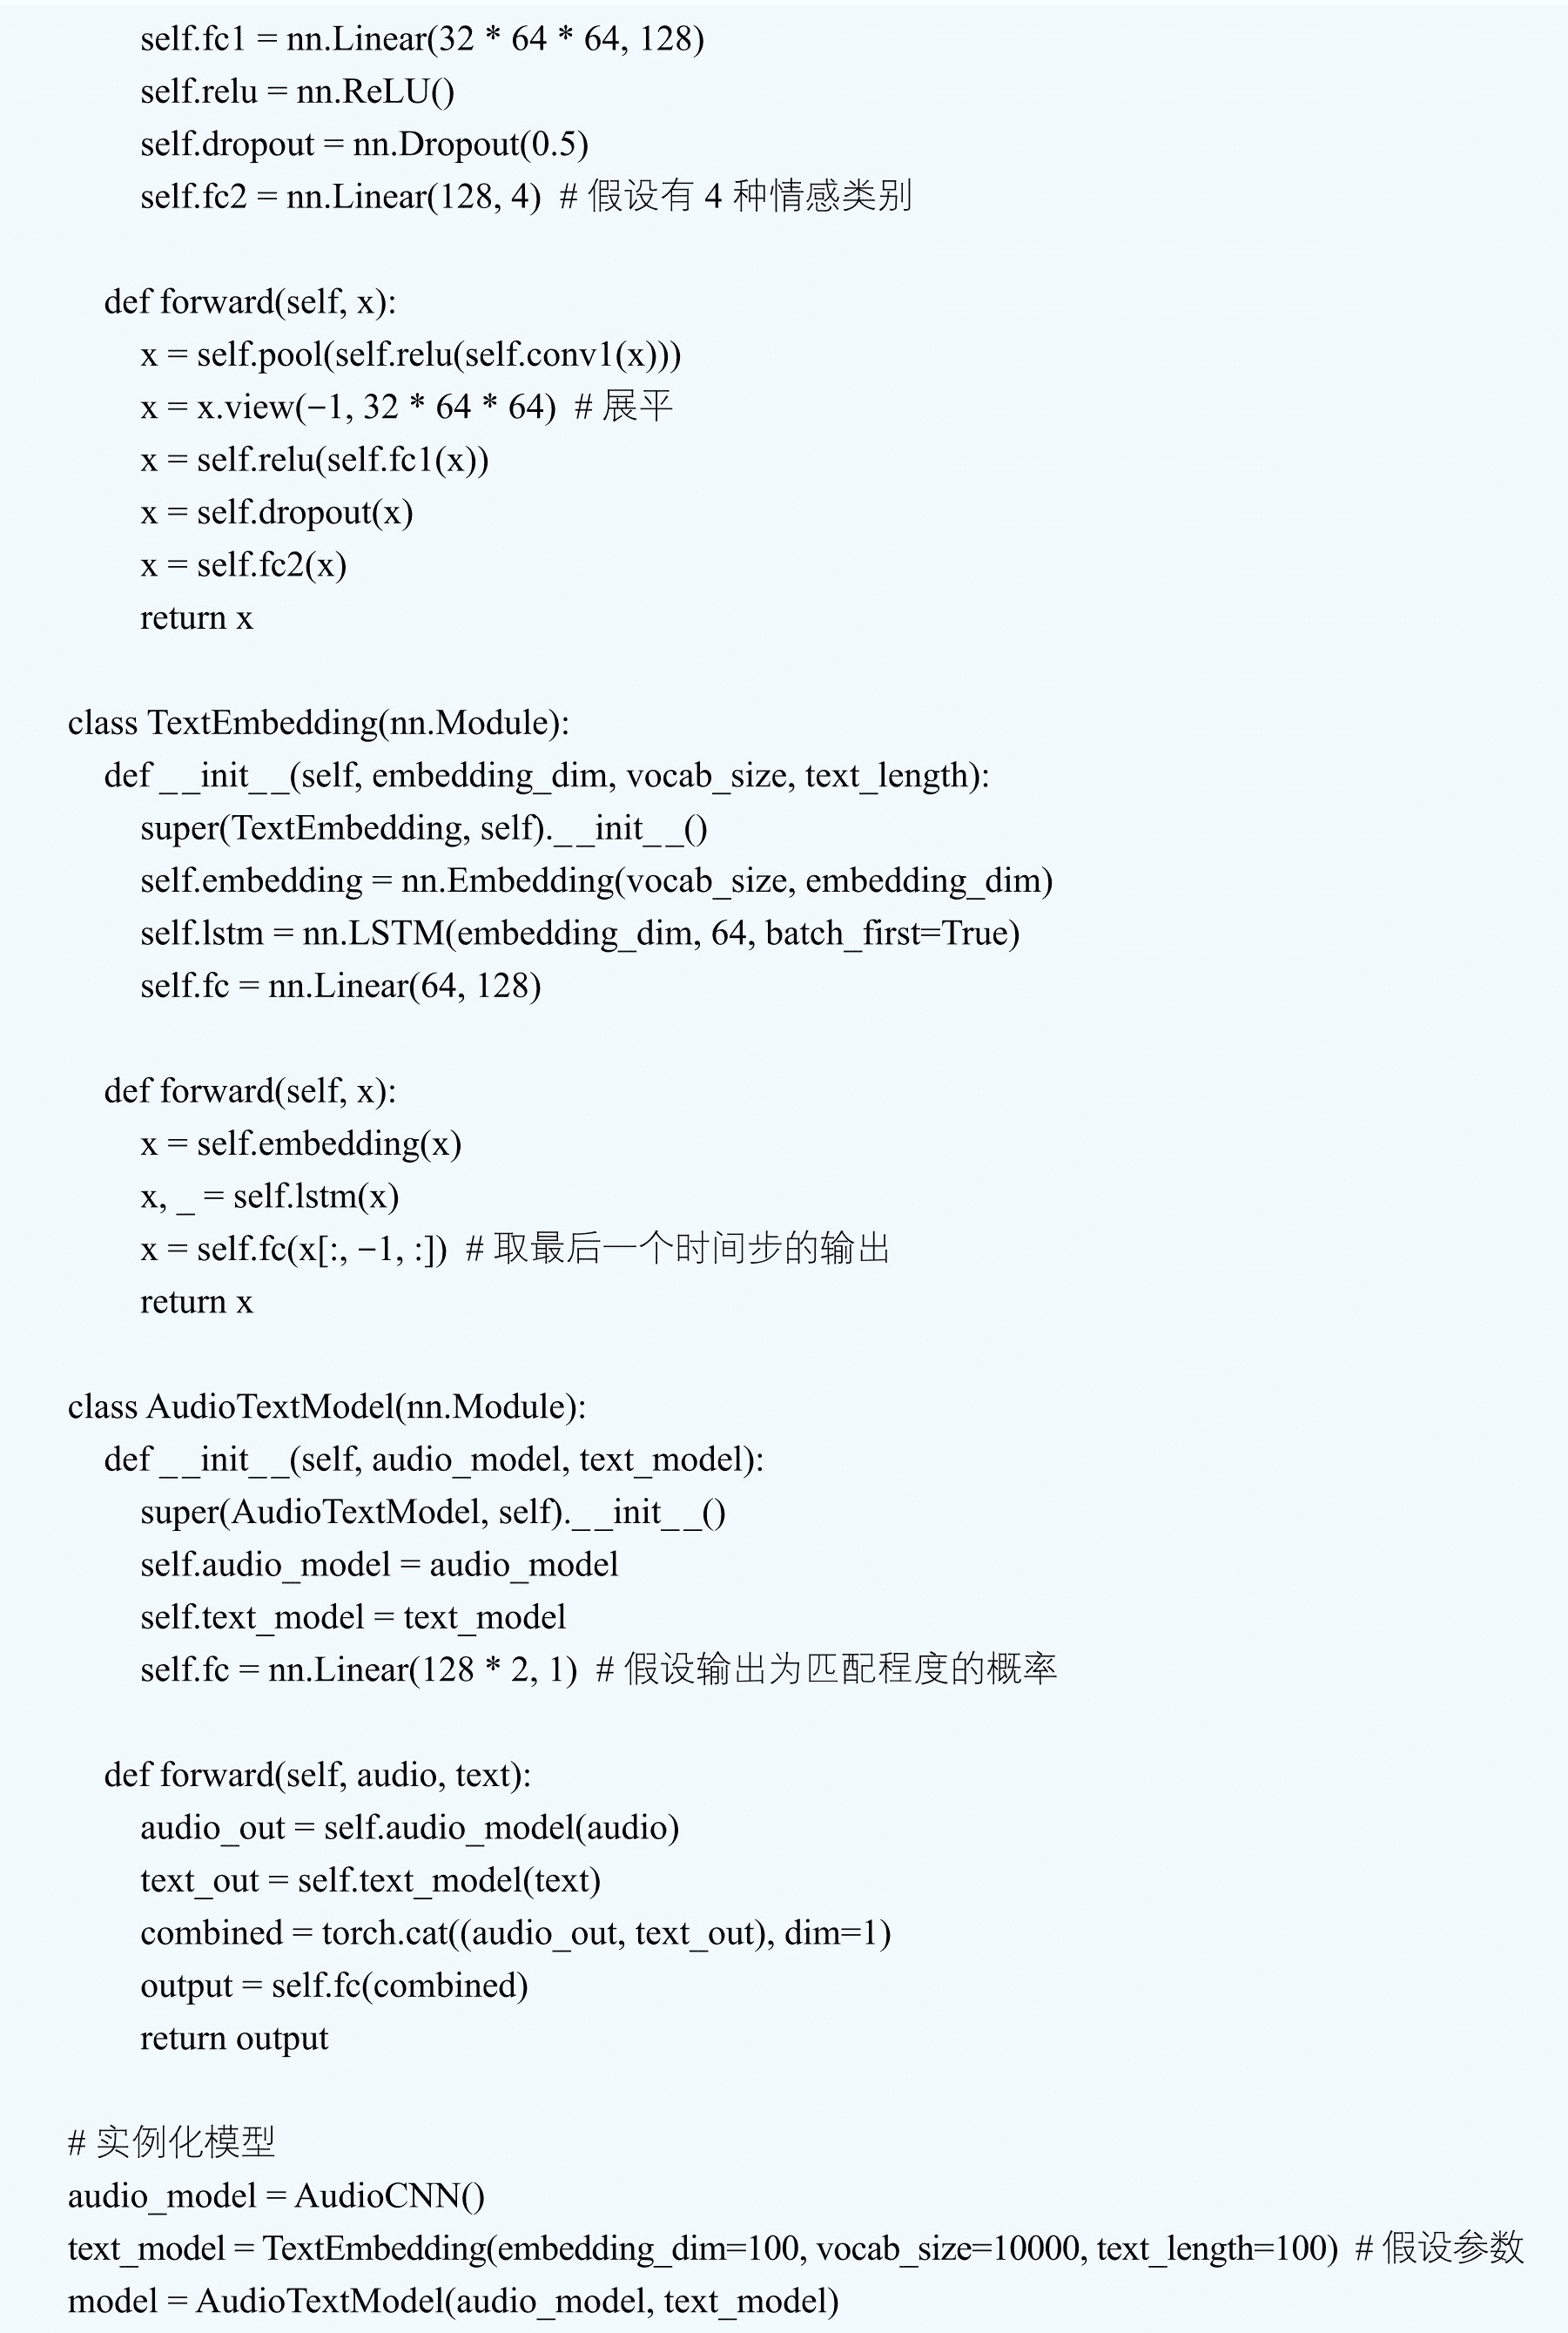 self.fc1 = nn.Linear(32 * 64 * 64, 128)
self.relu = nn.ReLU()
self.dropout = nn.Dropout(0.5)
self.fc2 = nn.Linear(128, 4)  # 假设有 4 种情感类别
def forward(self, x):
x = self.pool(self.relu(self.conv1(x)))
x = x.view(−1, 32 * 64 * 64)  # 展平
x = self.relu(self.fc1(x))
x = self.dropout(x)
x = self.fc2(x)
return x
class TextEmbedding(nn.Module):
def __init__(self, embedding_dim, vocab_size, text_length):
super(TextEmbedding, self).__init__()
self.embedding = nn.Embedding(vocab_size, embedding_dim)
self.lstm = nn.LSTM(embedding_dim, 64, batch_first=True)
self.fc = nn.Linear(64, 128)
def forward(self, x):
x = self.embedding(x)
x, _ = self.lstm(x)
x = self.fc(x[:, −1, :])  # 取最后一个时间步的输出
return x
class AudioTextModel(nn.Module):
def __init__(self, audio_model, text_model):
super(AudioTextModel, self).__init__()
self.audio_model = audio_model
self.text_model = text_model
self.fc = nn.Linear(128 * 2, 1)  # 假设输出为匹配程度的概率
def forward(self, audio, text):
audio_out = self.audio_model(audio)
text_out = self.text_model(text)
combined = torch.cat((audio_out, text_out), dim=1)
output = self.fc(combined)
return output
# 实例化模型
audio_model = AudioCNN()
text_model = TextEmbedding(embedding_dim=100, vocab_size=10000, text_length=100)  # 假设参数
model = AudioTextModel(audio_model, text_model)